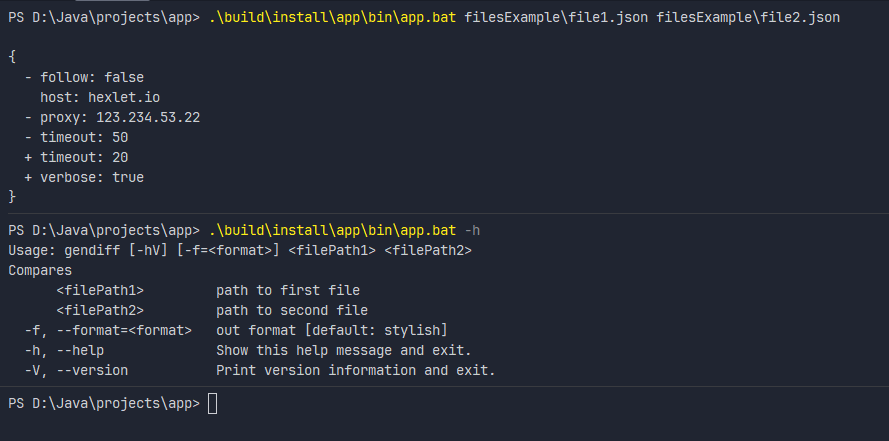 PS D:\Java\projects\app> .\build\install\app\bin\app.bat filesExample\file1.json filesExample\file2.json
{
  - follow: false
    host: hexlet.io
  - proxy: 123.234.53.22
  - timeout: 50
  + timeout: 20
  + verbose: true
}
PS D:\Java\projects\app> .\build\install\app\bin\app.bat -h
Usage: gendiff [-hV] [-f=<format>] <filePath1> <filePath2>
Compares
      <filePath1>         path to first file
      <filePath2>         path to second file
  -f, --format=<format>   out format [default: stylish]
  -h, --help              Show this help message and exit.
  -V, --version           Print version information and exit.
PS D:\Java\projects\app>